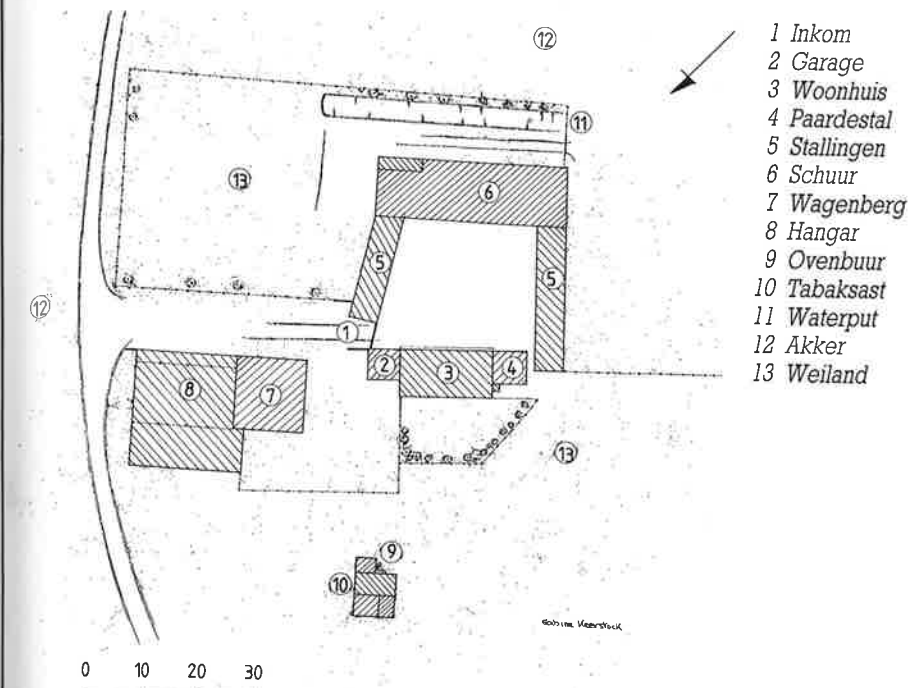 12
11
13
6
5
5
12
1
2
3
4
8
7
13
9
10
0 10 20 30
1 Inkom
2 Garage
3 Woonhuis
4 Paardestal
5 Stallingen
6 Schuur
7 Wagenberg
8 Hangar
9 Ovenbuur
10 Tabaksast
11 Waterput
12 Akker
13 Weiland